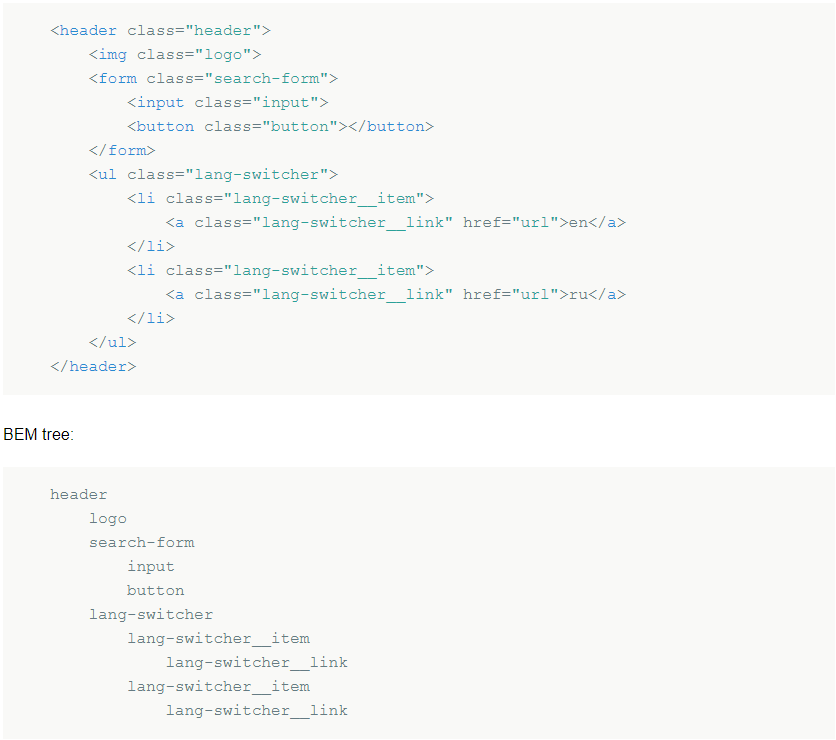 <header class="header">
    <img class="logo">
    <form class="search-form">
        <input class="input">
        <button class="button"></button>
    </form>
    <ul class="lang-switcher">
        <li class="lang-switcher__item">
            <a class="lang-switcher__link" href="url">en</a>
        </li>
        <li class="lang-switcher__item">
            <a class="lang-switcher__link" href="url">ru</a>
        </li>
    </ul>
</header>
BEM tree:
header
    logo
    search-form
        input
        button
    lang-switcher
        lang-switcher__item
            lang-switcher__link
        lang-switcher__item
            lang-switcher__link